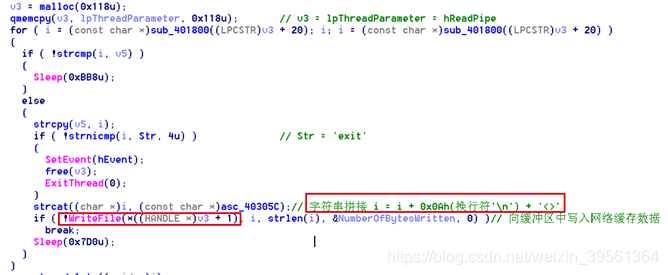 v3 = malloc(0x118u);
qmemcpy(v3, lpThreadParameter, 0x118u); // v3 = lpThreadParameter = hReadPipe
for ( i = (const char *)sub_401800((LPCSTR)v3 + 20); i; i = (const char *)sub_401800((LPCSTR)v3 + 20) )
{
if ( !strcmp(i, v5) )
{
Sleep(0xBB8u);
}
else
{
strcpy(v5, i);
if ( !strnicmp(i, Str, 4u) ) // Str = 'exit'
{
SetEvent(hEvent);
free(v3);
ExitThread(0);
}
strcat((char *)i, (const char *)asc_40305C);// 字符串拼接 i = i + 0x0Ah(换行符'\n') + '<>'
if ( !WriteFile(*((HANDLE *)v3 + 1), i, strlen(i), &NumberOfBytesWritten, 0) )// 向缓冲区中写入网络缓存数据
break;
Sleep(0x7D0u);
}
https://blog.csdn.net/weixin_39561364